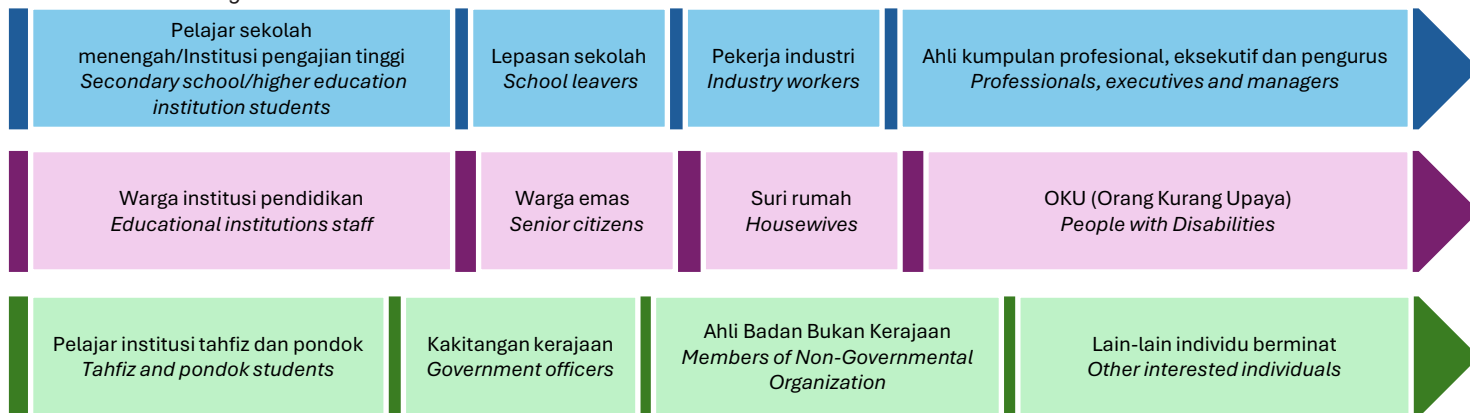 Pelajar sekolah
menengah/Institusi pengajian tinggi
Secondary school/higher education
institution students
Lepasan sekolah
School leavers
Pekerja industri
Industry workers
Ahli kumpulan profesional, eksekutif dan pengurus
Professionals, executives and managers
Warga institusi pendidikan
Educational institutions staff
Warga emas
Senior citizens
Suri rumah
Housewives
OKU (Orang Kurang Upaya)
People with Disabilities
Pelajar institusi tahfiz dan pondok
Tahfiz and pondok students
Kakitangan kerajaan
Government officers
Ahli Badan Bukan Kerajaan
Members of Non-Governmental
Organization
Lain-lain individu berminat
Other interested individuals